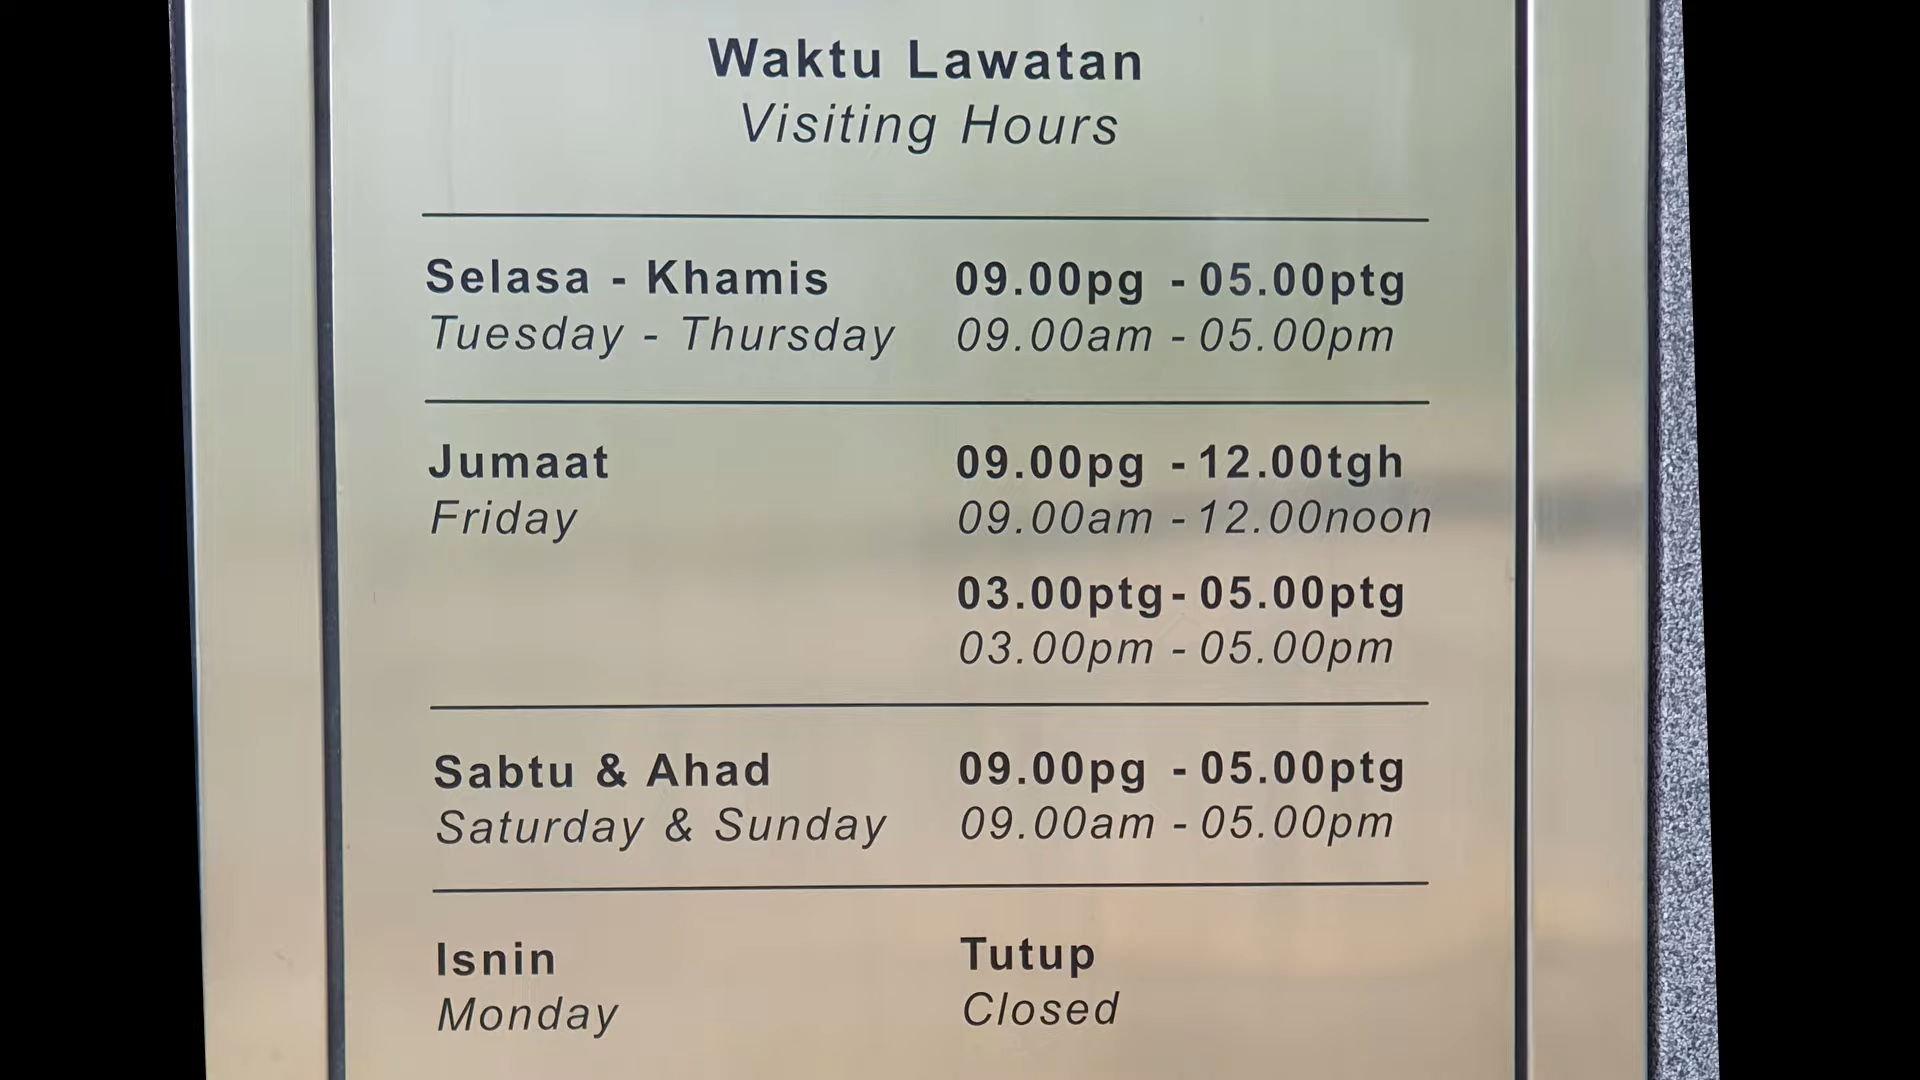 Waktu Lawatan
Visiting Hours
Selasa - Khamis 09.00pg - 05.00ptg
Tuesday - Thursday 09.00am - 05.00pm
Jumaat 09.00pg - 12.00tgh
Friday 09.00am - 12.00noon
03.00ptg - 05.00ptg
03.00pm - 05.00pm
Sabtu & Ahad 09.00pg - 05.00ptg
Saturday & Sunday 09.00am - 05.00pm
Isnin Tutup
Monday Closed